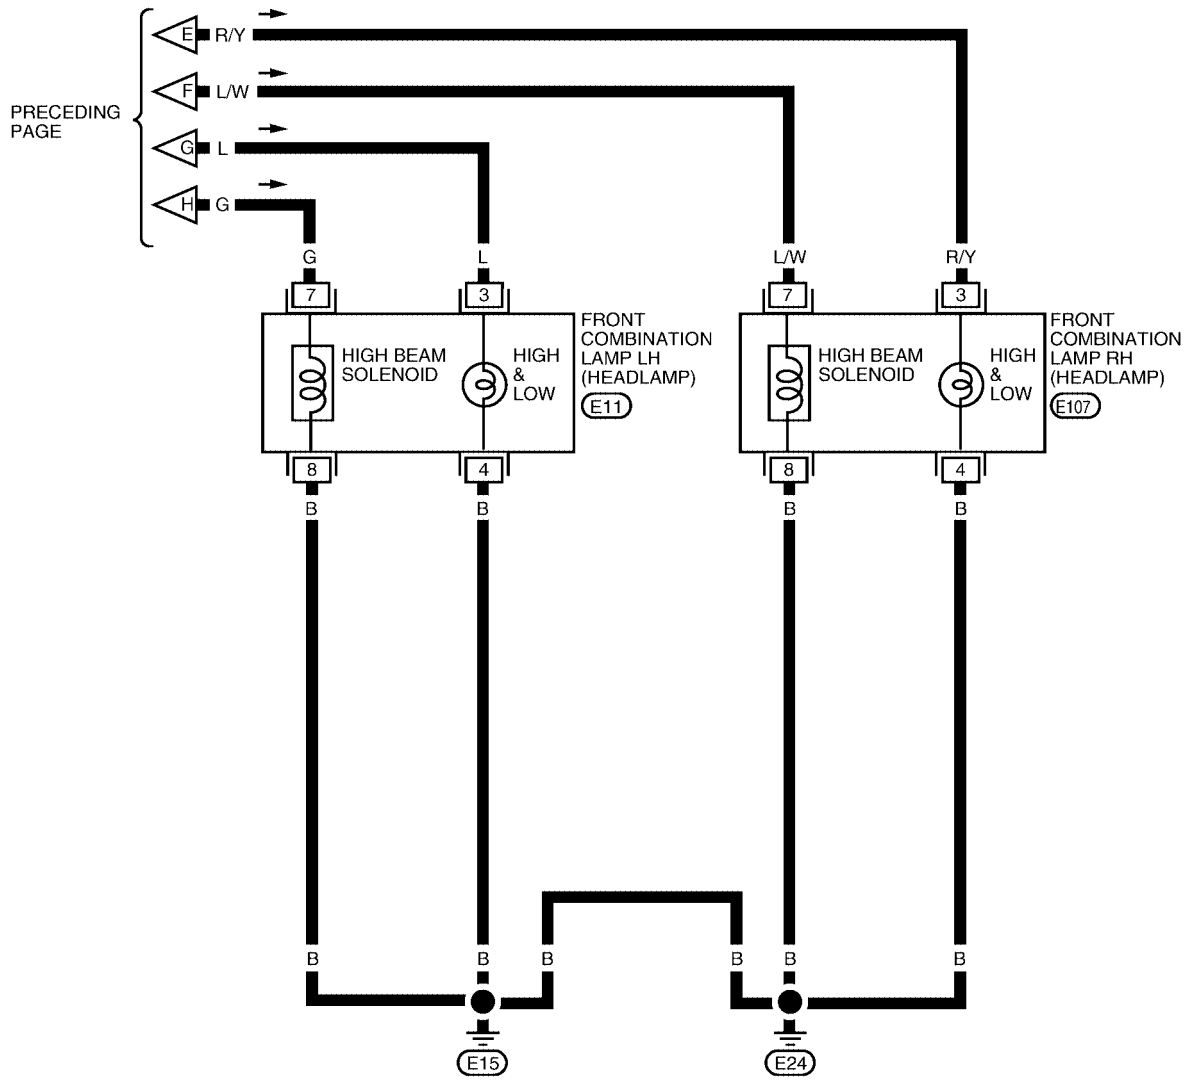 E R/Y
F L/W
PRECEDING
PAGE
G L
H G
G L L/W R/Y
7 3 7 3
FRONT
COMBINATION
LAMP LH
(HEADLAMP)
E11
HIGH BEAM
SOLENOID
HIGH
&
LOW
FRONT
COMBINATION
LAMP RH
(HEADLAMP)
E107
HIGH BEAM
SOLENOID
HIGH
&
LOW
8 4 8 4
B B B B
B B B B B B
E15 E24